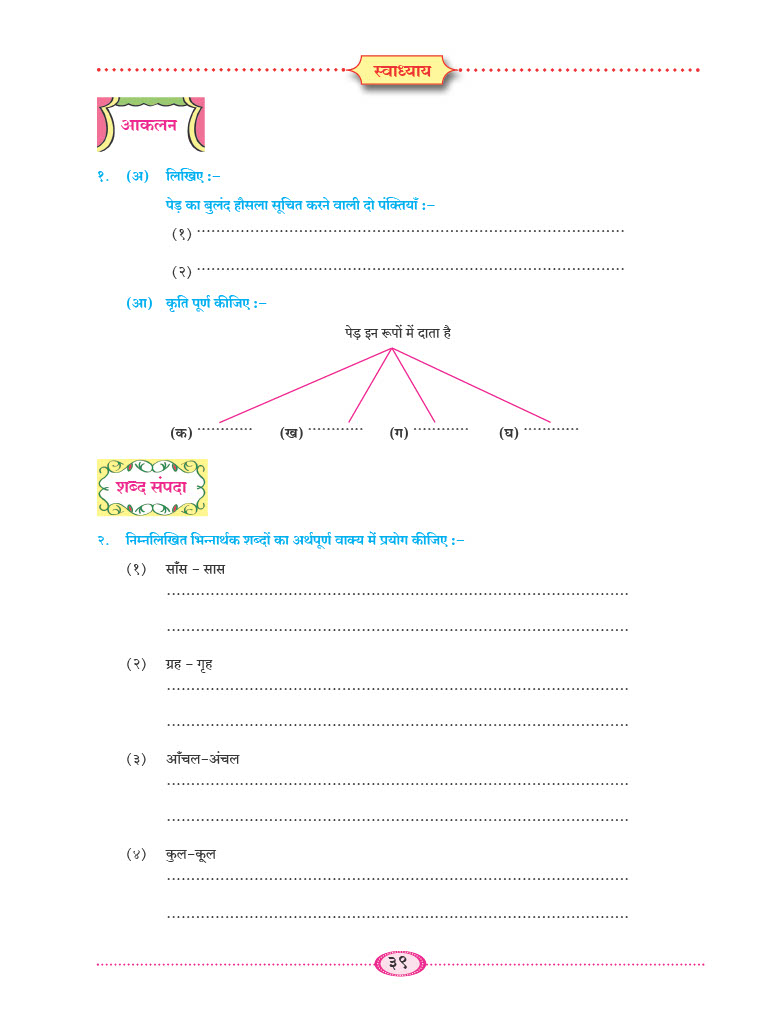 स्वाध्याय
आकलन
१. (अ) लिखिए :–
पेड़ का बुलंद हौसला सूचित करने वाली दो पंक्तियाँ :–
(१) ........................................................................................
(२) ........................................................................................
(आ) कृति पूर्ण कीजिए :–
पेड़ इन रूपों में दाता है
(क) ............ (ख) ............ (ग) ............ (घ) ............
शब्द संपदा
२. निम्नलिखित भिन्नार्थक शब्दों का अर्थपूर्ण वाक्य में प्रयोग कीजिए :–
(१) साँस – सास
...............................................................................................
...............................................................................................
(२) ग्रह – गृह
...............................................................................................
...............................................................................................
(३) आँचल–अंचल
...............................................................................................
...............................................................................................
(४) कुल–कूल
...............................................................................................
...............................................................................................
३९